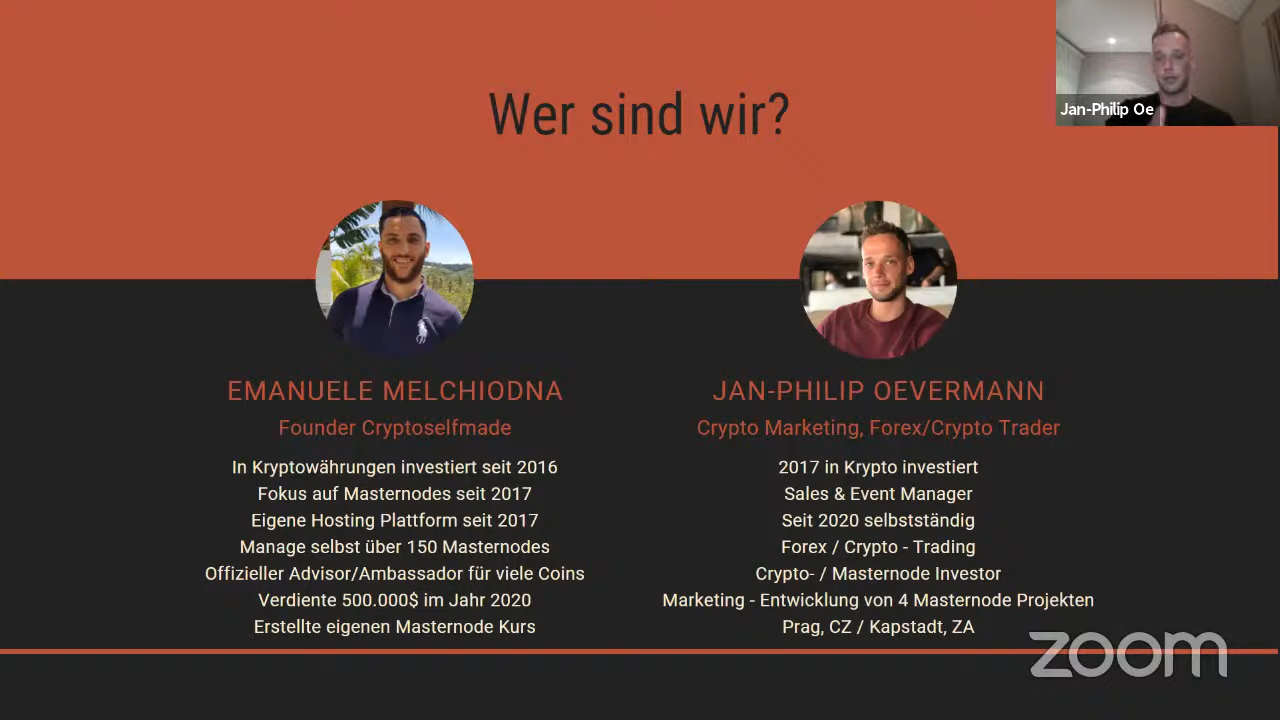 Jan-Philip Oe
Wer sind wir?
EMANUELE MELCHIODNA
Founder Cryptoselfmade
In Kryptowährungen investiert seit 2016
Fokus auf Masternodes seit 2017
Eigene Hosting Plattform seit 2017
Manage selbst über 150 Masternodes
Offizieller Advisor/Ambassador für viele Coins
Verdiente 500.000$ im Jahr 2020
Erstellte eigenen Masternode Kurs
JAN-PHILIP OEVERMANN
Crypto Marketing, Forex/Crypto Trader
2017 in Krypto investiert
Sales & Event Manager
Seit 2020 selbstständig
Forex / Crypto - Trading
Crypto- / Masternode Investor
Marketing - Entwicklung von 4 Masternode Projekten
Prag, CZ / Kapstadt, ZA
zoom